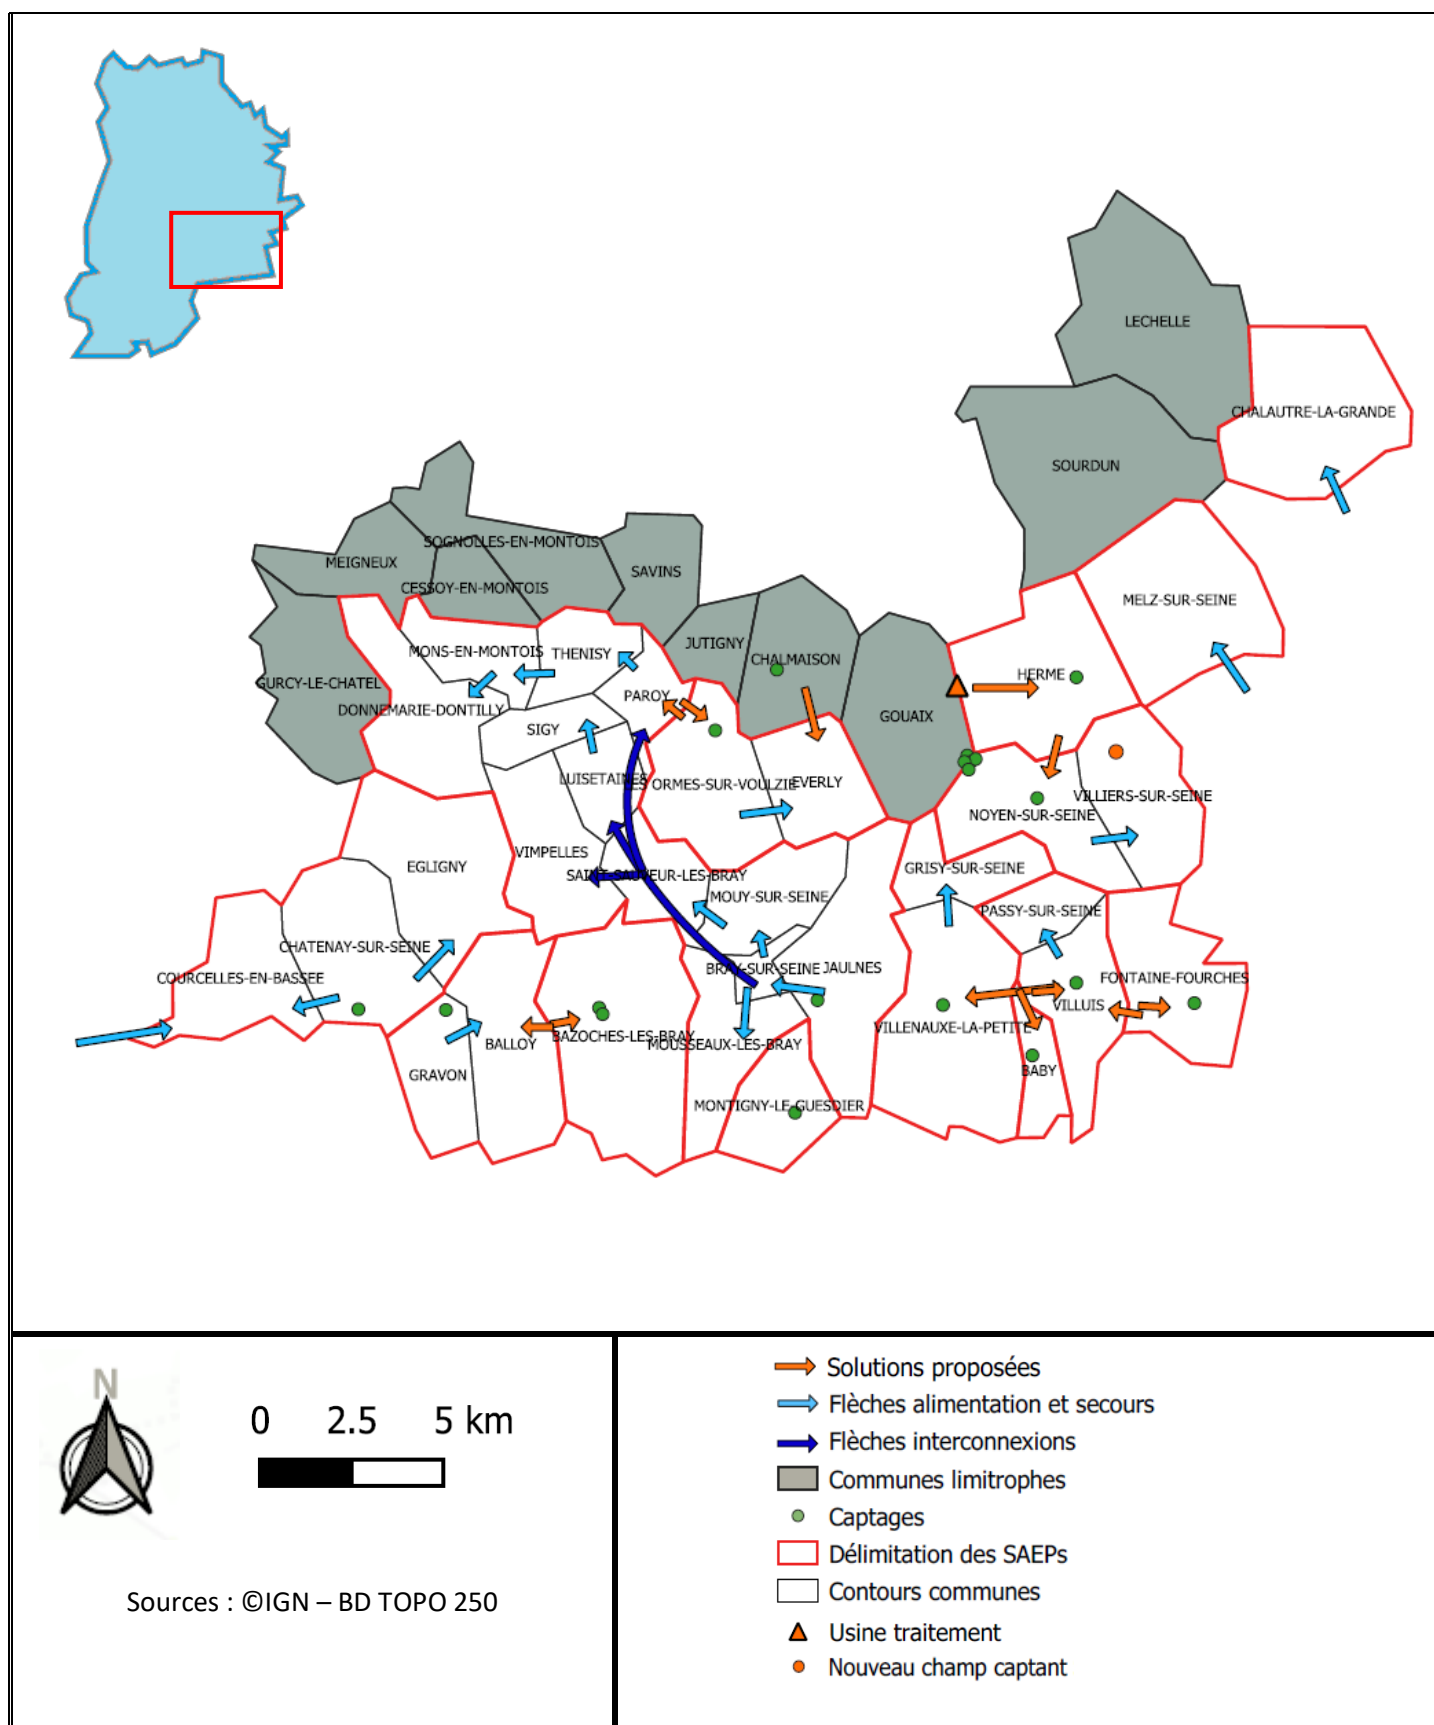 LECHELLE
CHALAUTRE-LA-GRANDE
SOURDUN
SOGNOLLES-EN-MONTOIS
MEIGNEUX
SAVINS
CESSOY-EN-MONTOIS
MELZ-SUR-SEINE
JUTIGNY
MONS-EN-MONTOIS
THENISY
CHALMAISON
HERME
GURCY-LE-CHATEL
PAROY
DONNEMARIE-DONTILLY
GOUAIX
SIGY
LUISETAINES
LES ORMES-SUR-VOULZIE
EVERLY
VILLIERS-SUR-SEINE
NOYEN-SUR-SEINE
VIMPELLES
EGLIGNY
GRISY-SUR-SEINE
SAINT-SAUVEUR-LES-BRAY
MOUY-SUR-SEINE
PASSY-SUR-SEINE
CHATENAY-SUR-SEINE
BRAY-SUR-SEINE
JAULNES
COURCELLES-EN-BASSEE
FONTAINE-FOURCHES
VILLUIS
VILLENAUXE-LA-PETITE
BAZOCHES-LES-BRAY
BALLOY
MOUSSEAUX-LES-BRAY
BABY
GRAVON
MONTIGNY-LE-GUESDIER
N
0 2.5 5 km
Sources : ©IGN – BD TOPO 250
Solutions proposées
Flèches alimentation et secours
Flèches interconnexions
Communes limitrophes
Captages
Délimitation des SAEPs
Contours communes
Usine traitement
Nouveau champ captant